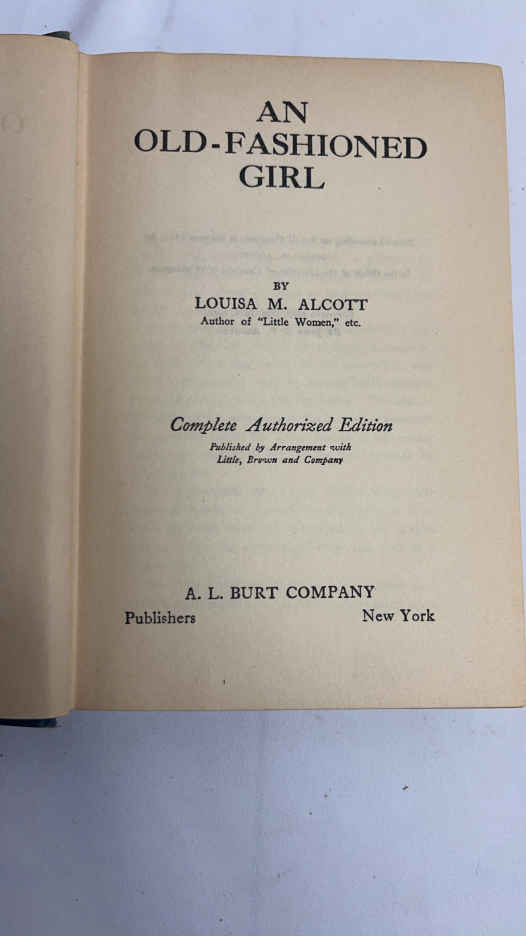 AN
OLD-FASHIONED
GIRL
BY
LOUISA M. ALCOTT
Author of "Little Women," etc.
Complete Authorized Edition
Published by Arrangement with
Little, Brown and Company
A. L. BURT COMPANY
Publishers New York